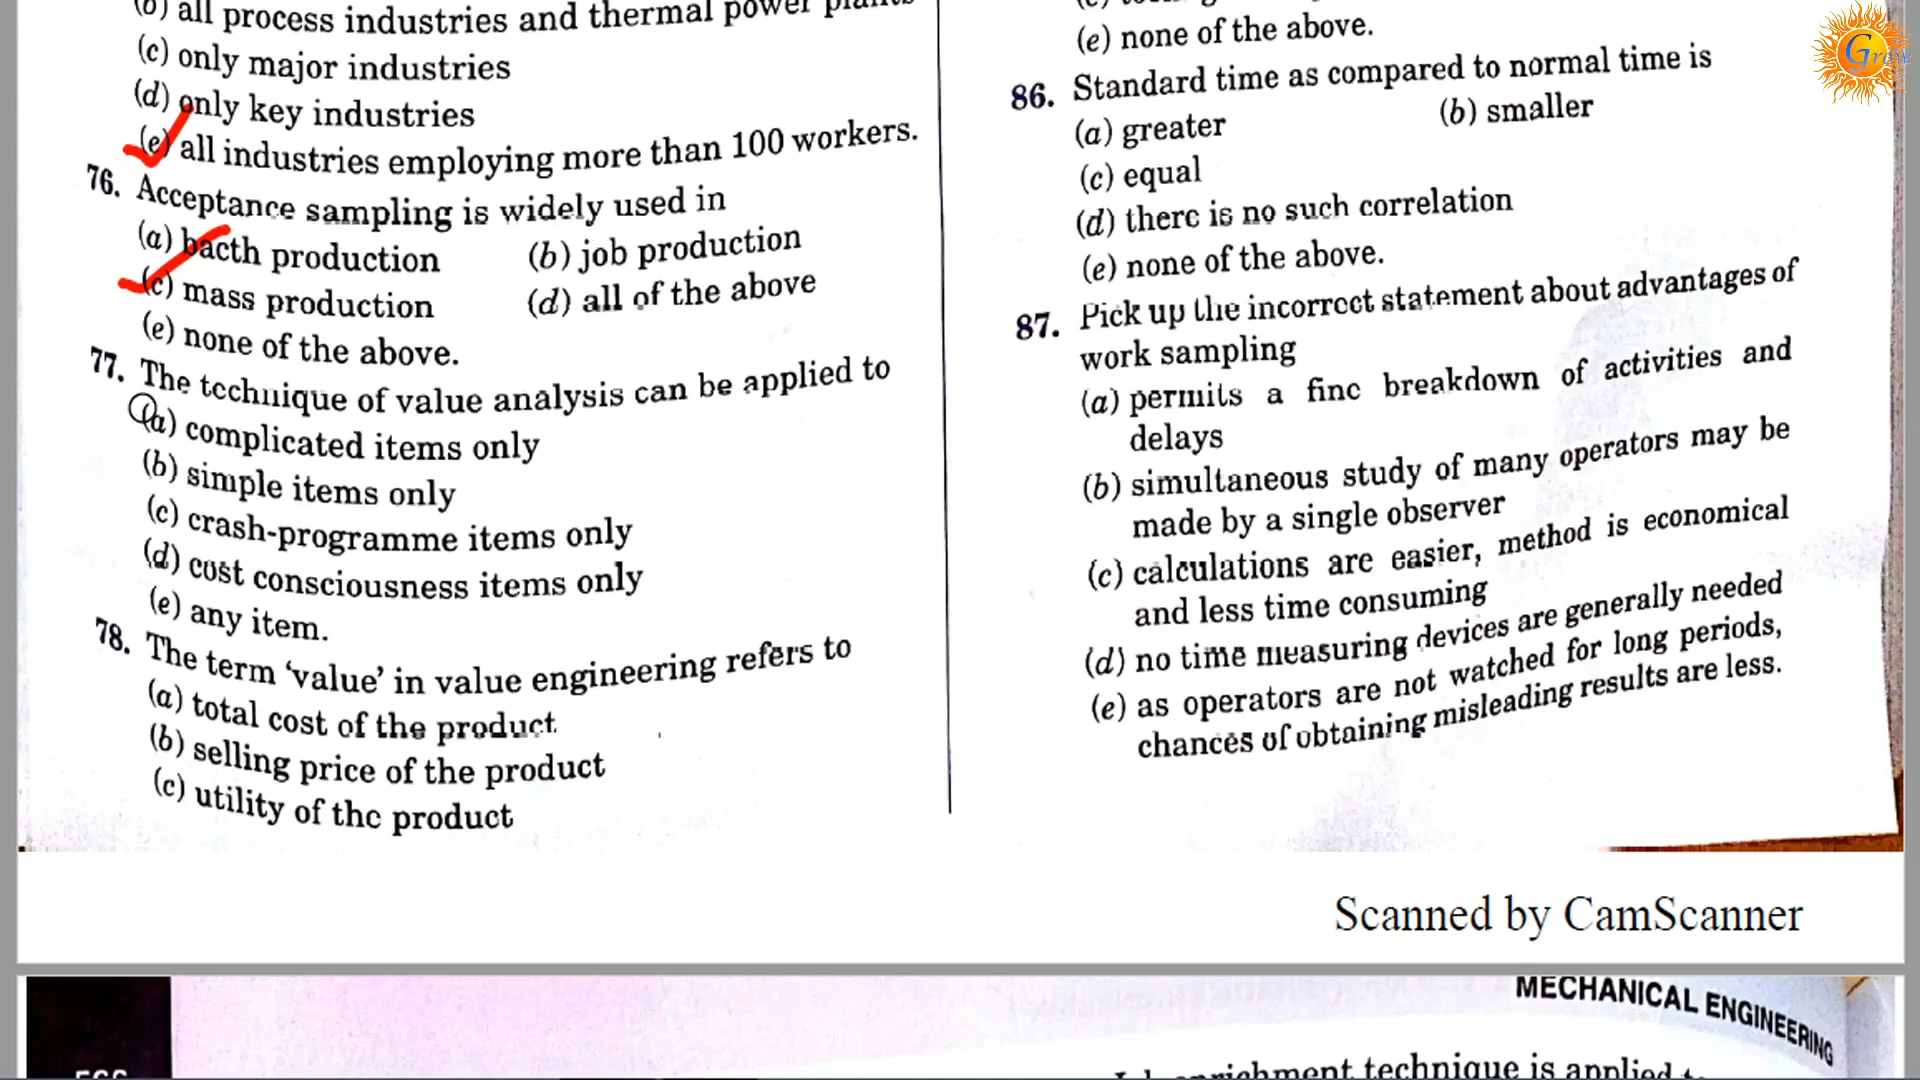 (b) all process industries and thermal power plants
(c) only major industries
(d) only key industries
(e) all industries employing more than 100 workers.
76. Acceptance sampling is widely used in
(a) bacth production (b) job production
(c) mass production (d) all of the above
(e) none of the above.
77. The technique of value analysis can be applied to
(a) complicated items only
(b) simple items only
(c) crash-programme items only
(d) cost consciousness items only
(e) any item.
78. The term ‘value’ in value engineering refers to
(a) total cost of the product
(b) selling price of the product
(c) utility of the product
(e) none of the above.
86. Standard time as compared to normal time is
(a) greater (b) smaller
(c) equal
(d) there is no such correlation
(e) none of the above.
87. Pick up the incorrect statement about advantages of
work sampling
(a) permits a fine breakdown of activities and
delays
(b) simultaneous study of many operators may be
made by a single observer
(c) calculations are easier, method is economical
and less time consuming
(d) no time measuring devices are generally needed
(e) as operators are not watched for long periods,
chances of obtaining misleading results are less.
Grow
Scanned by CamScanner
MECHANICAL ENGINEERING
enrichment technique is applied